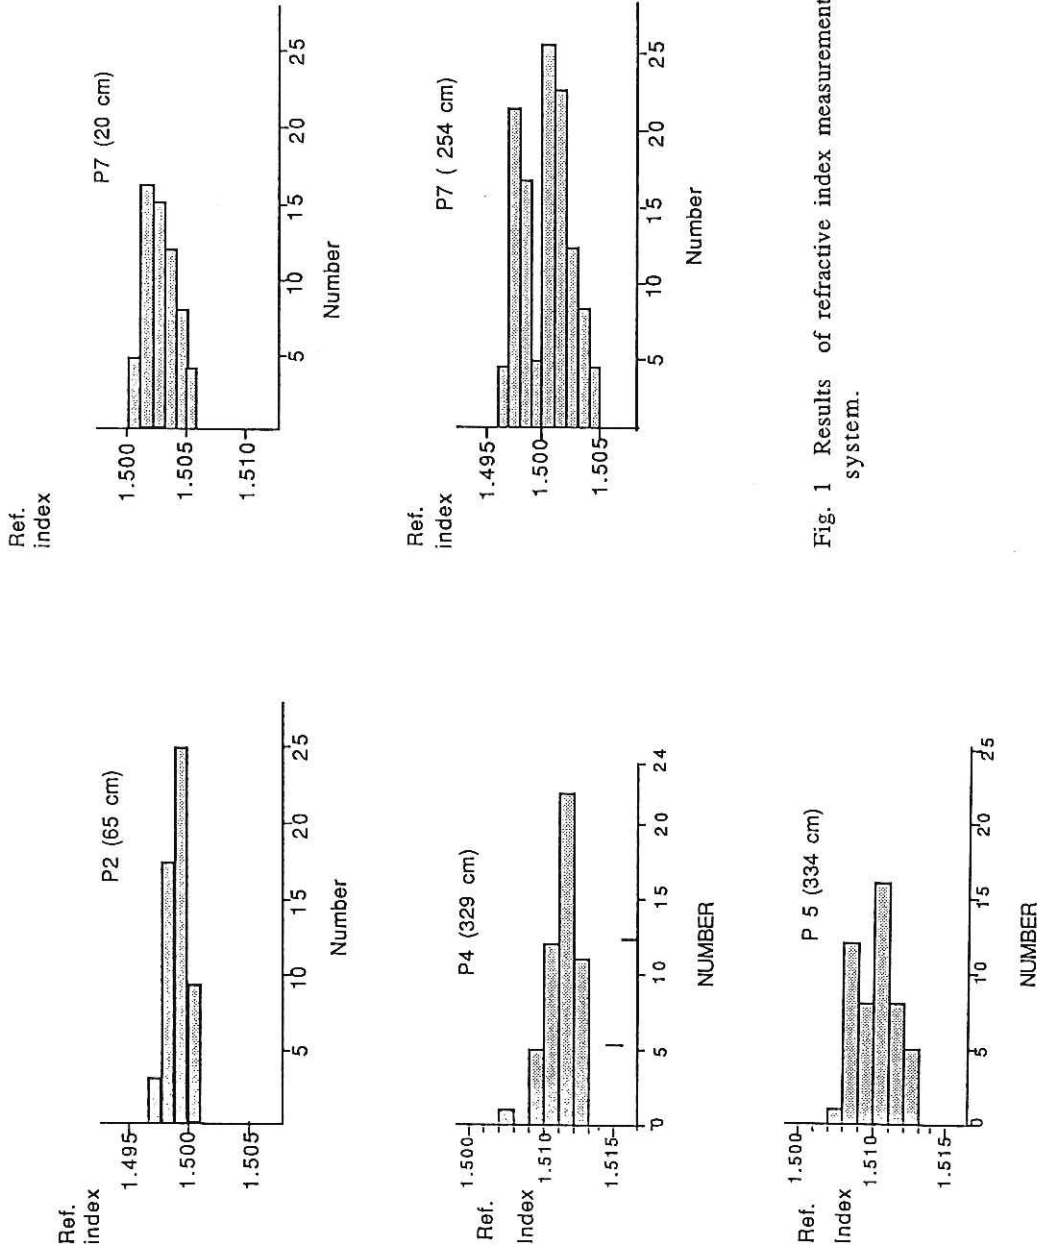 Ref.
index
P2 (65 cm)
1.495
1.500
1.505
5
10
15
20
25
Number
Ref.
Index
P4 (329 cm)
1.500
1.510
1.515
0
5
10
15
20
24
NUMBER
Ref.
Index
P 5 (334 cm)
1.500
1.510
1.515
0
5
10
15
20
25
NUMBER
Ref.
index
P7 (20 cm)
1.500
1.505
1.510
5
10
15
20
25
Number
Ref.
index
P7 ( 254 cm)
1.495
1.500
1.505
5
10
15
20
25
Number
Fig. 1 Results of refractive index measurement
system.